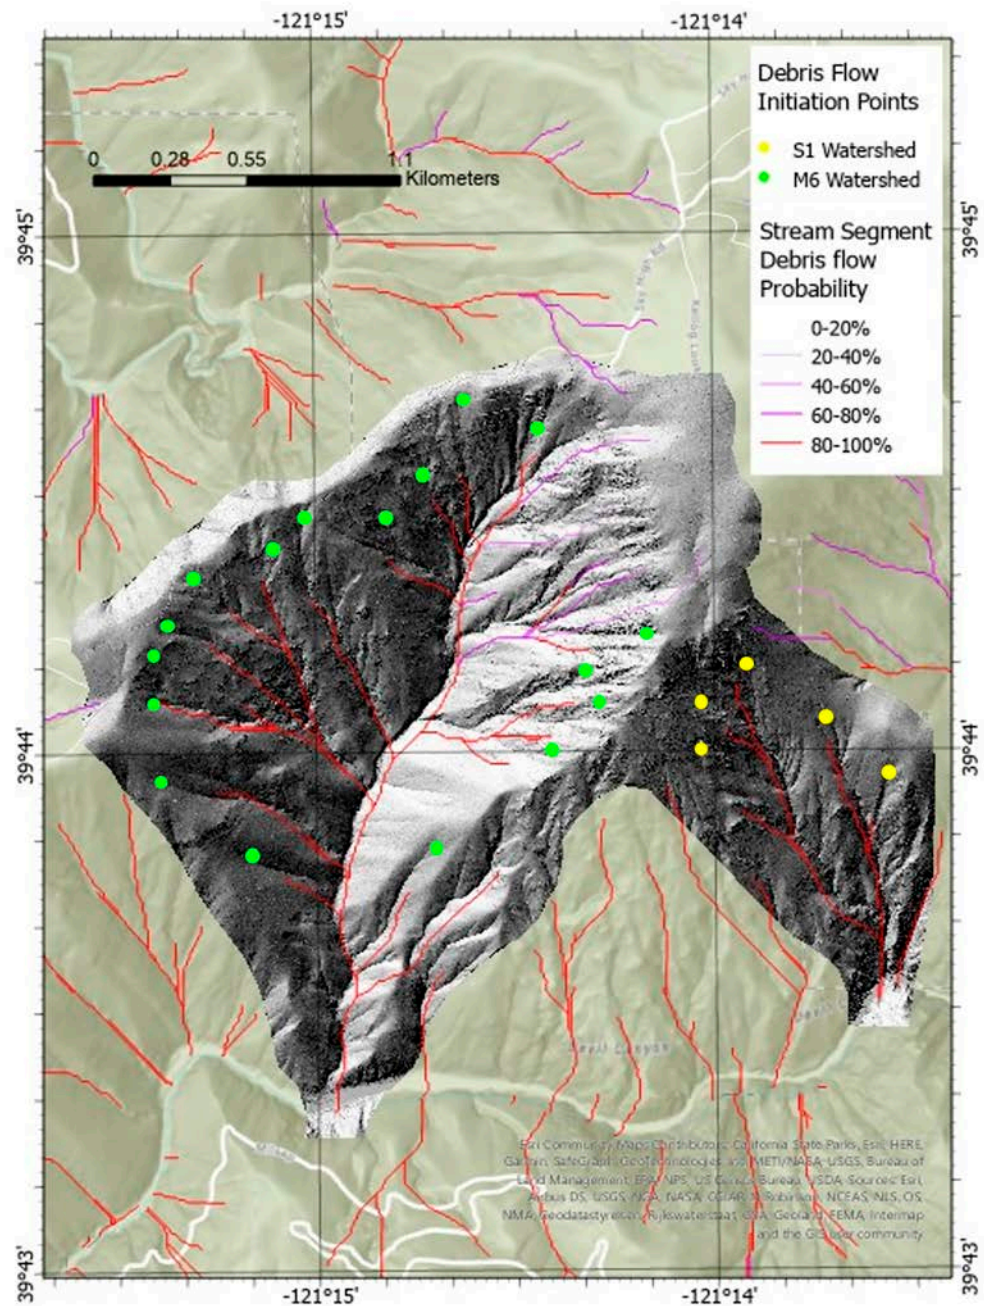 -121°15' -121°14'
Debris Flow
Initiation Points
S1 Watershed
M6 Watershed
0 0.28 0.55 1.1
Kilometers
39°45' 39°45'
Stream Segment
Debris flow
Probability
0-20%
20-40%
40-60%
60-80%
80-100%
39°44' 39°44'
Devil Canyon
Esri Community Maps Contributors, California State Parks, Esri, HERE,
Garmin, SafeGraph, GeoTechnologies, Inc, METI/NASA, USGS, Bureau of
Land Management, EPA, NPS, US Census Bureau, USDA, Sources: Esri,
Airbus DS, USGS, NGA, NASA, CGIAR, N Robinson, NCEAS, NLS, OS,
NMA, Geodatastyrelsen, Rijkswaterstaat, GSA, Geoland, FEMA, Intermap
and the GIS user community
39°43' 39°43'
-121°15' -121°14'